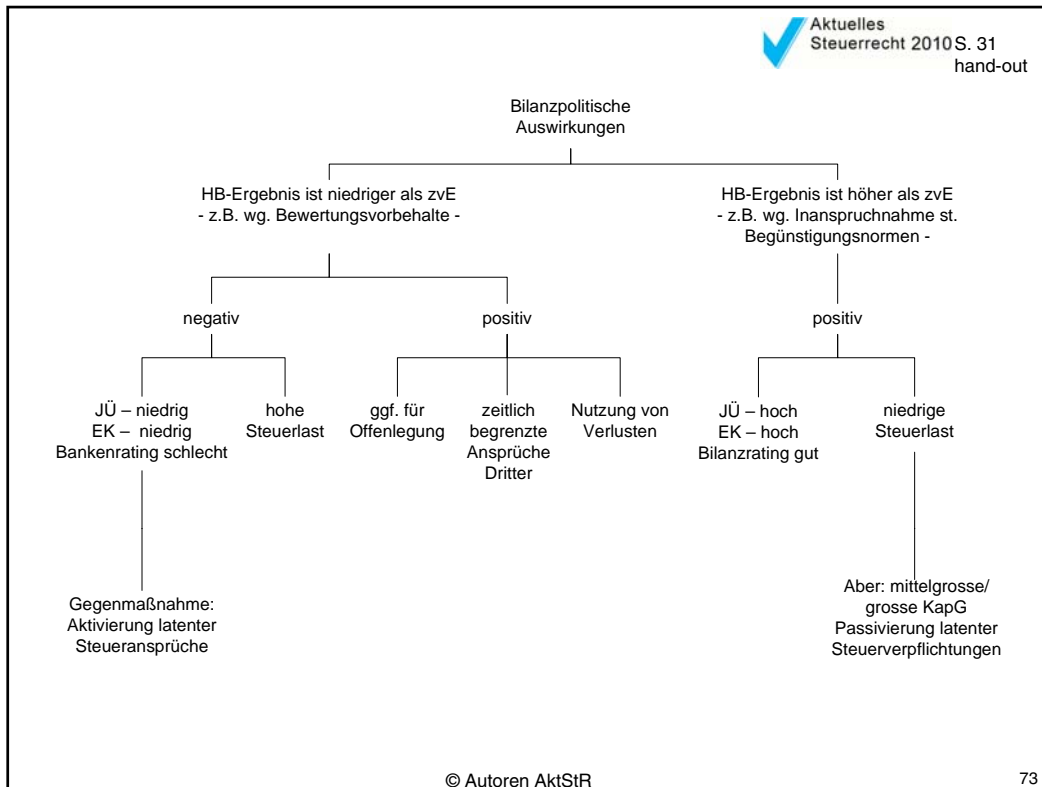 Aktuelles
Steuerrecht 2010 S. 31
hand-out
Bilanzpolitische
Auswirkungen
HB-Ergebnis ist niedriger als zvE
- z.B. wg. Bewertungsvorbehalte -
HB-Ergebnis ist höher als zvE
- z.B. wg. Inanspruchnahme st.
Begünstigungsnormen -
negativ
positiv
positiv
JÜ – niedrig
EK – niedrig
Bankenrating schlecht
hohe
Steuerlast
ggf. für
Offenlegung
zeitlich
begrenzte
Ansprüche
Dritter
Nutzung von
Verlusten
JÜ – hoch
EK – hoch
Bilanzrating gut
niedrige
Steuerlast
Gegenmaßnahme:
Aktivierung latenter
Steueransprüche
Aber: mittelgrosse/
grosse KapG
Passivierung latenter
Steuerverpflichtungen
© Autoren AktStR
73